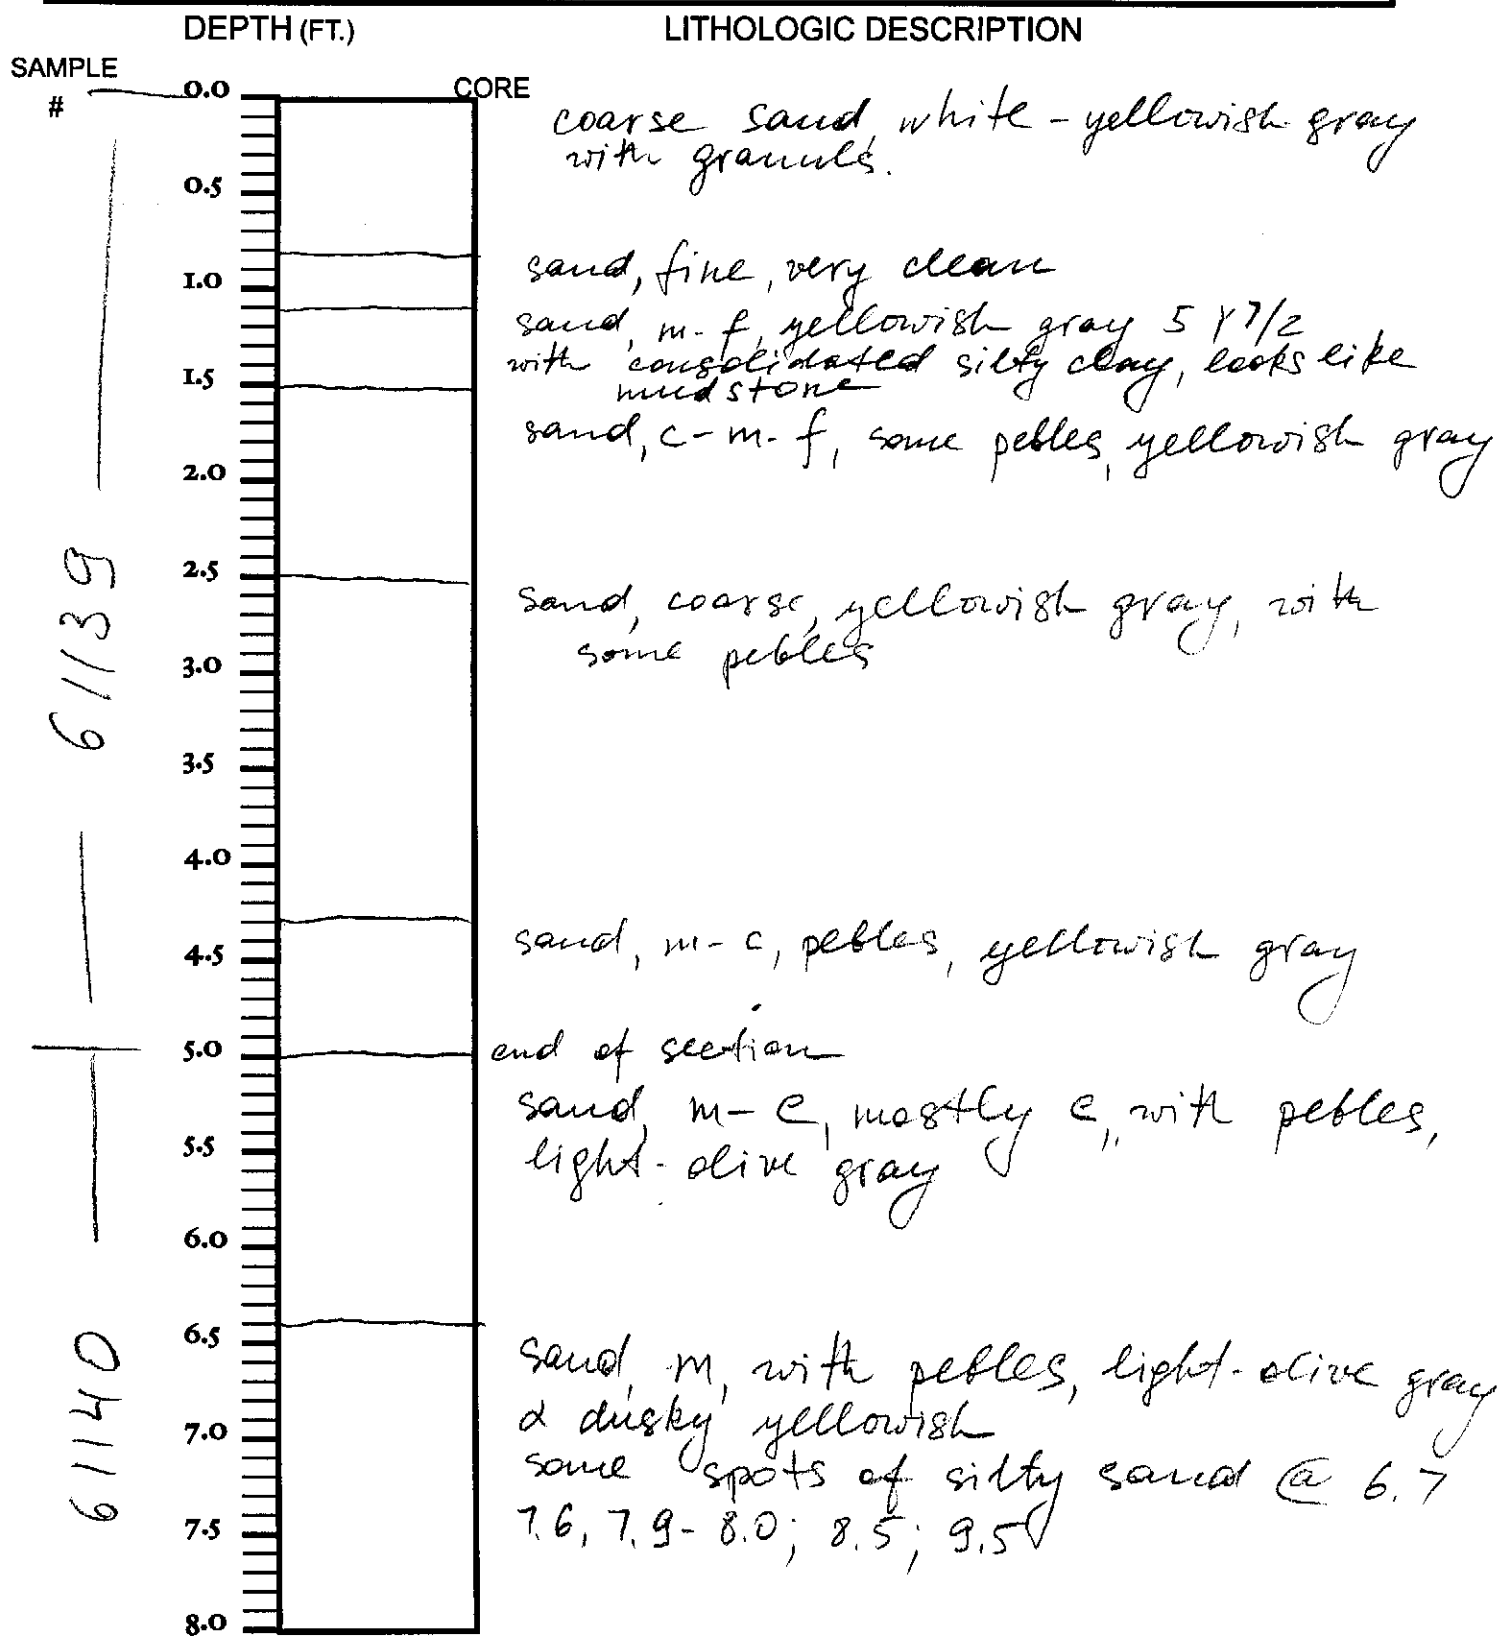 DEPTH (FT.) LITHOLOGIC DESCRIPTION
SAMPLE
#
CORE
0.0
coarse sand, white - yellowish gray
with granules.
0.5
sand, fine, very clean
1.0
sand, m-f, yellowish gray 5 Y 7/2
with consolidated silty clay, looks like
mudstone
1.5
sand, c-m-f, some pebles, yellowish gray
2.0
2.5
sand, coarse, yellowish gray, with
some pebles
3.0
61139
3.5
4.0
sand, m-c, pebles, yellowish gray
4.5
5.0
end of section
sand, m-c, mostly c, with pebles,
light-olive gray
5.5
6.0
6.5
sand, m, with pebles, light-olive gray
& dusky yellowish
7.0
some spots of silty sand @ 6.7
7.6, 7.9-8.0; 8.5; 9.5
61140
7.5
8.0